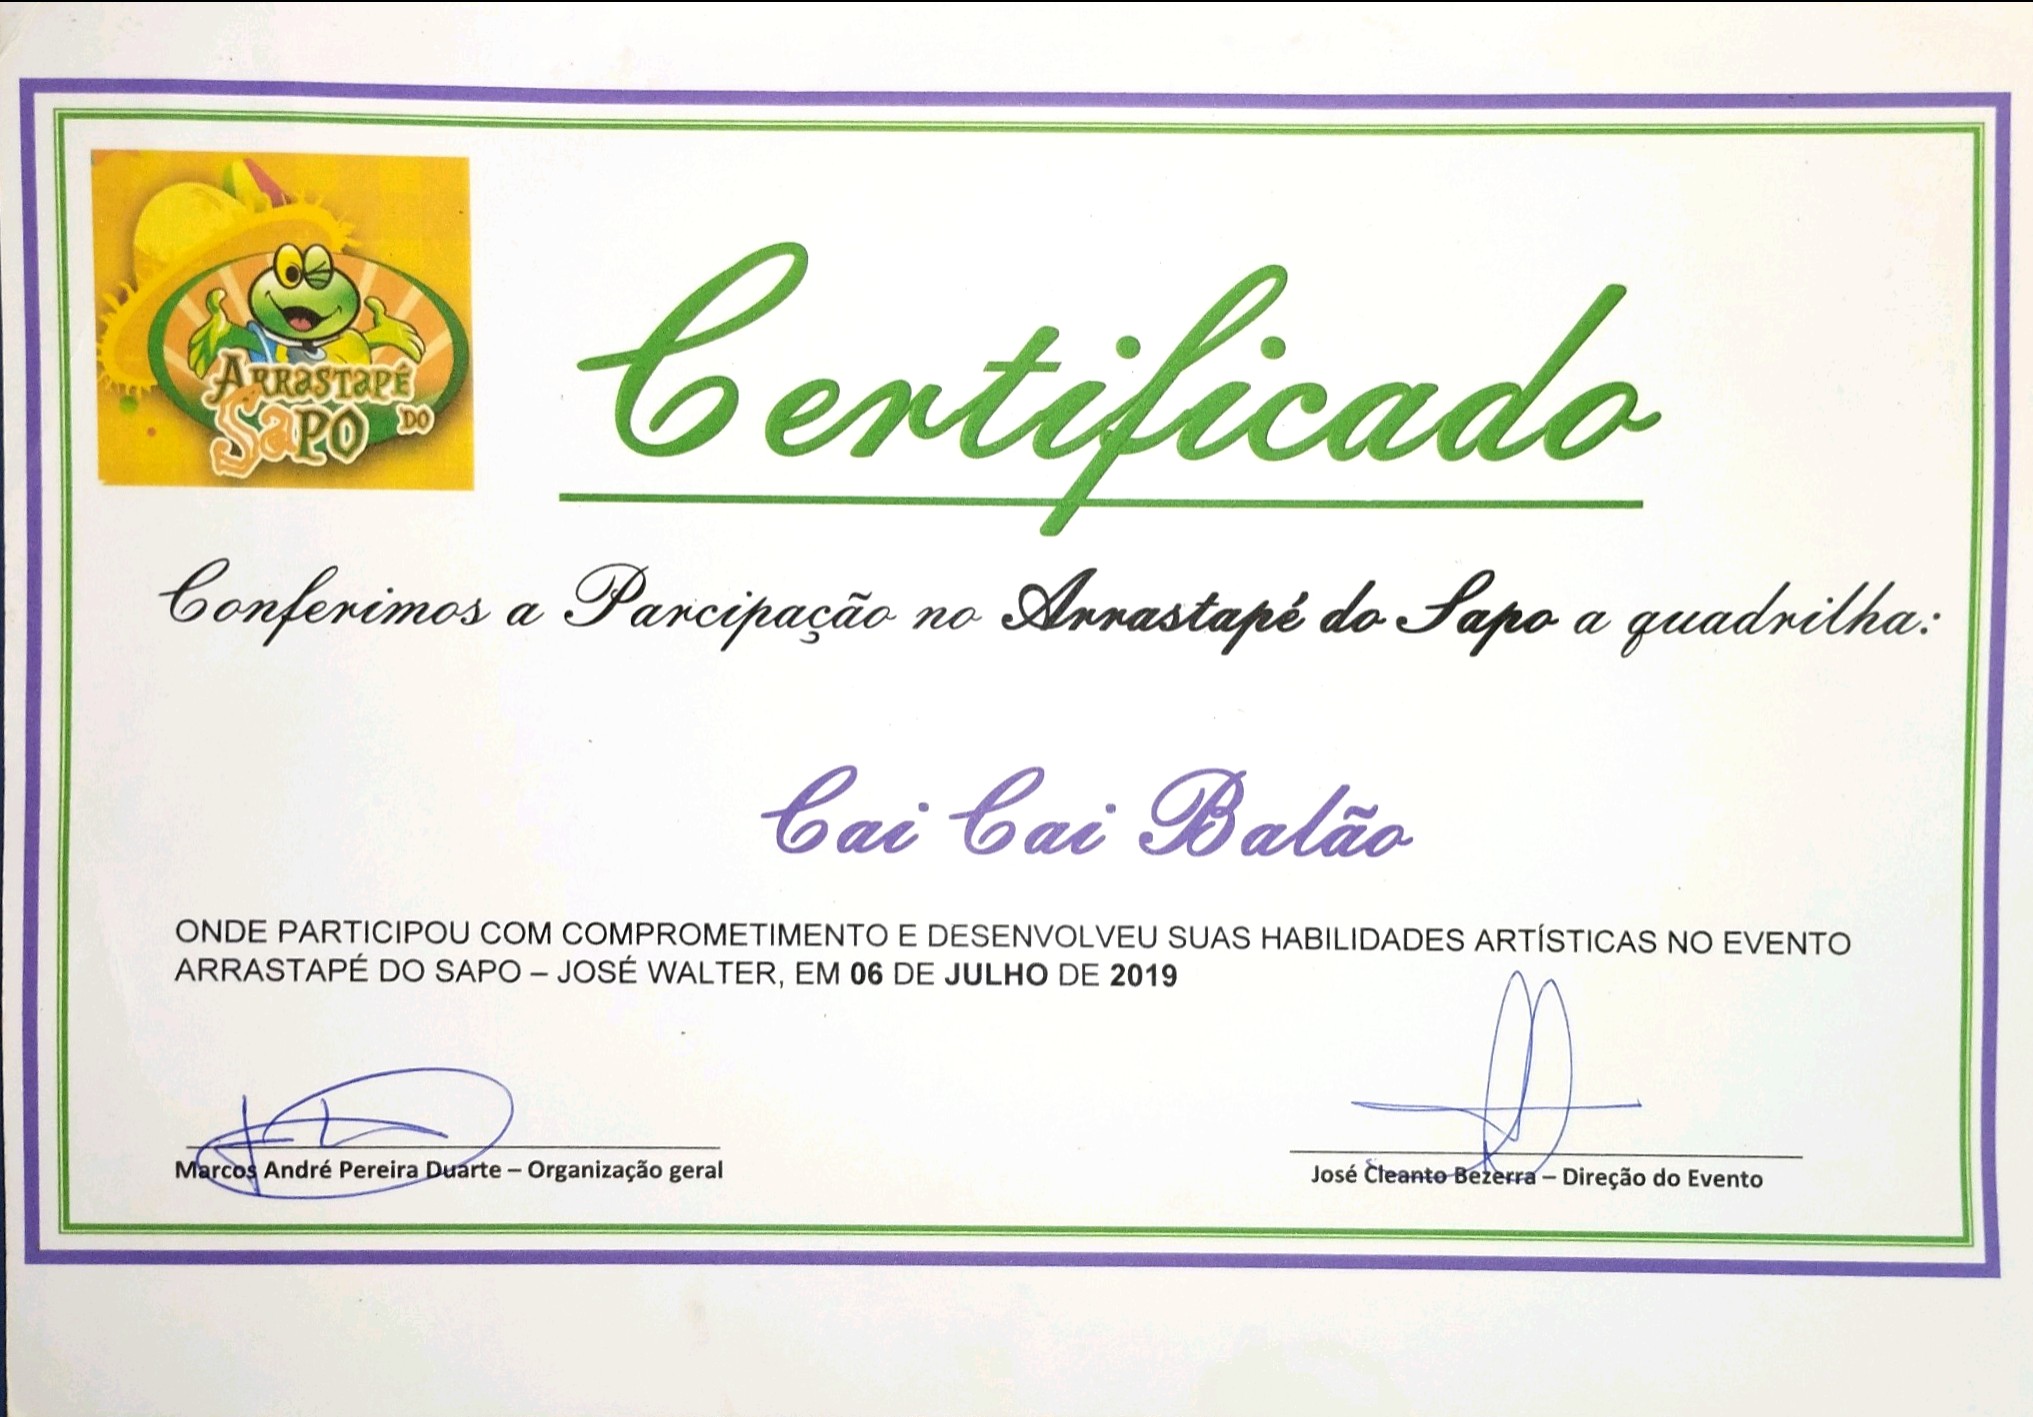 ARRASTAPÉ
DO
SAPO
Certificado
Conferimos a Parcipação no Arrastapé do Sapo a quadrilha:
Cai Cai Balão
ONDE PARTICIPOU COM COMPROMETIMENTO E DESENVOLVEU SUAS HABILIDADES ARTÍSTICAS NO EVENTO
ARRASTAPÉ DO SAPO – JOSÉ WALTER, EM 06 DE JULHO DE 2019
Marcos André Pereira Duarte – Organização geral
José Cleanto Bezerra – Direção do Evento